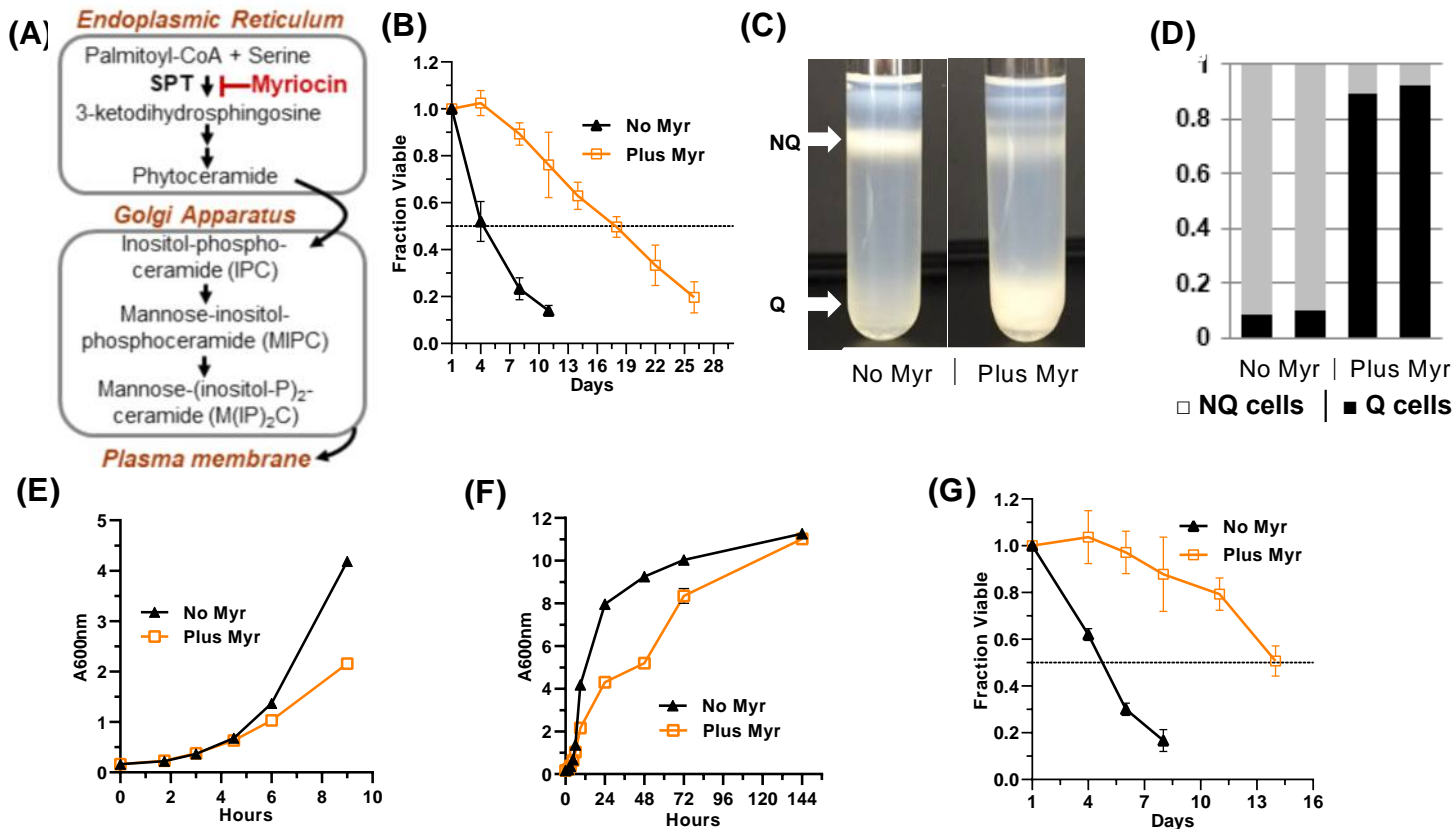 (A)
Endoplasmic Reticulum
Palmitoyl-CoA + Serine
SPT
Myriocin
3-ketodihydrosphingosine
Phytoceramide
Golgi Apparatus
Inositol-phospho-
ceramide (IPC)
Mannose-inositol-
phosphoceramide (MIPC)
Mannose-(inositol-P)2-
ceramide (M(IP)2C)
Plasma membrane
(B)
Fraction Viable
1.2
1.0
0.8
0.6
0.4
0.2
0.0
No Myr
Plus Myr
1 4 7 10 13 16 19 22 25 28
Days
(C)
NQ
Q
No Myr | Plus Myr
(D)
1
0.8
0.6
0.4
0.2
0
No Myr | Plus Myr
□ NQ cells | ■ Q cells
(E)
A600nm
5
4
3
2
1
0
No Myr
Plus Myr
0 2 4 6 8 10
Hours
(F)
A600nm
12
10
8
6
4
2
0
No Myr
Plus Myr
0 24 48 72 96 120 144
Hours
(G)
Fraction Viable
1.2
1.0
0.8
0.6
0.4
0.2
0.0
No Myr
Plus Myr
1 4 7 10 13 16
Days